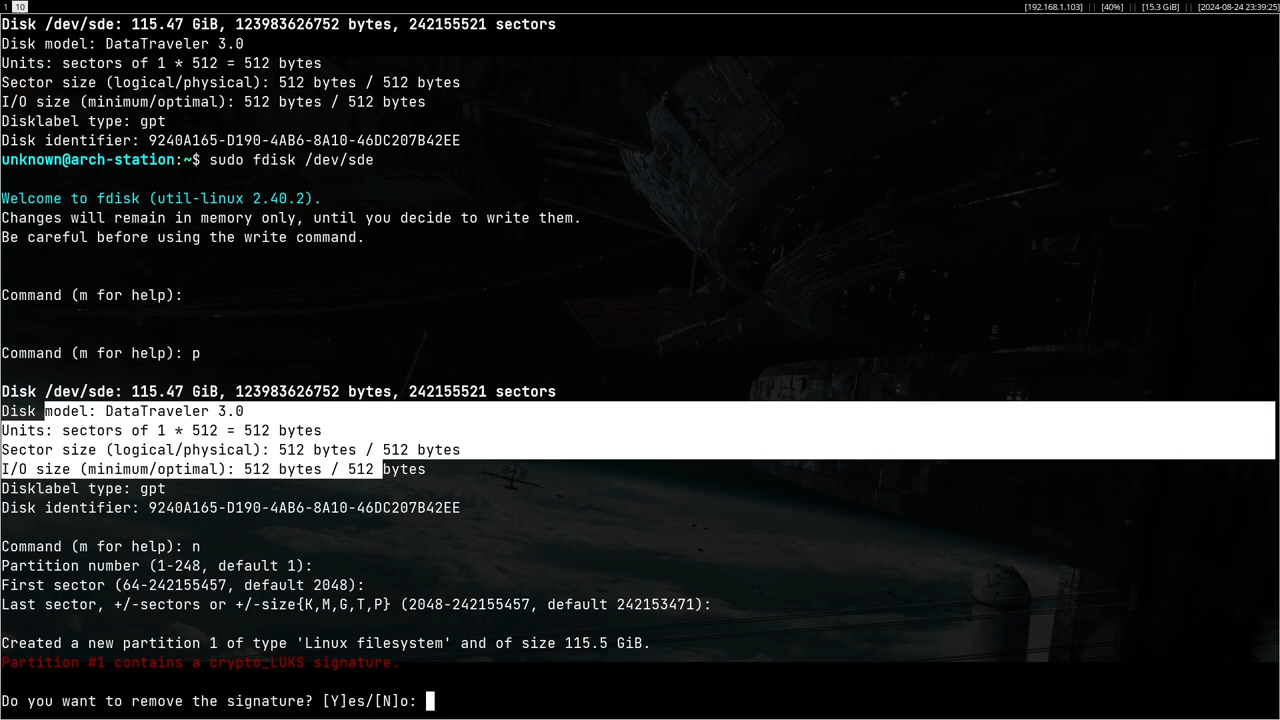 1 10 [192.168.1.103] || [40%] || [15.3 GiB] || [2024-08-24 23:39:25]
Disk /dev/sde: 115.47 GiB, 123983626752 bytes, 242155521 sectors
Disk model: DataTraveler 3.0
Units: sectors of 1 * 512 = 512 bytes
Sector size (logical/physical): 512 bytes / 512 bytes
I/O size (minimum/optimal): 512 bytes / 512 bytes
Disklabel type: gpt
Disk identifier: 9240A165-D190-4AB6-8A10-46DC207B42EE
unknown@arch-station:~$ sudo fdisk /dev/sde
Welcome to fdisk (util-linux 2.40.2).
Changes will remain in memory only, until you decide to write them.
Be careful before using the write command.
Command (m for help):
Command (m for help): p
Disk /dev/sde: 115.47 GiB, 123983626752 bytes, 242155521 sectors
Disk model: DataTraveler 3.0
Units: sectors of 1 * 512 = 512 bytes
Sector size (logical/physical): 512 bytes / 512 bytes
I/O size (minimum/optimal): 512 bytes / 512 bytes
Disklabel type: gpt
Disk identifier: 9240A165-D190-4AB6-8A10-46DC207B42EE
Command (m for help): n
Partition number (1-248, default 1):
First sector (64-242155457, default 2048):
Last sector, +/-sectors or +/-size{K,M,G,T,P} (2048-242155457, default 242153471):
Created a new partition 1 of type 'Linux filesystem' and of size 115.5 GiB.
Partition #1 contains a crypto_LUKS signature.
Do you want to remove the signature? [Y]es/[N]o: